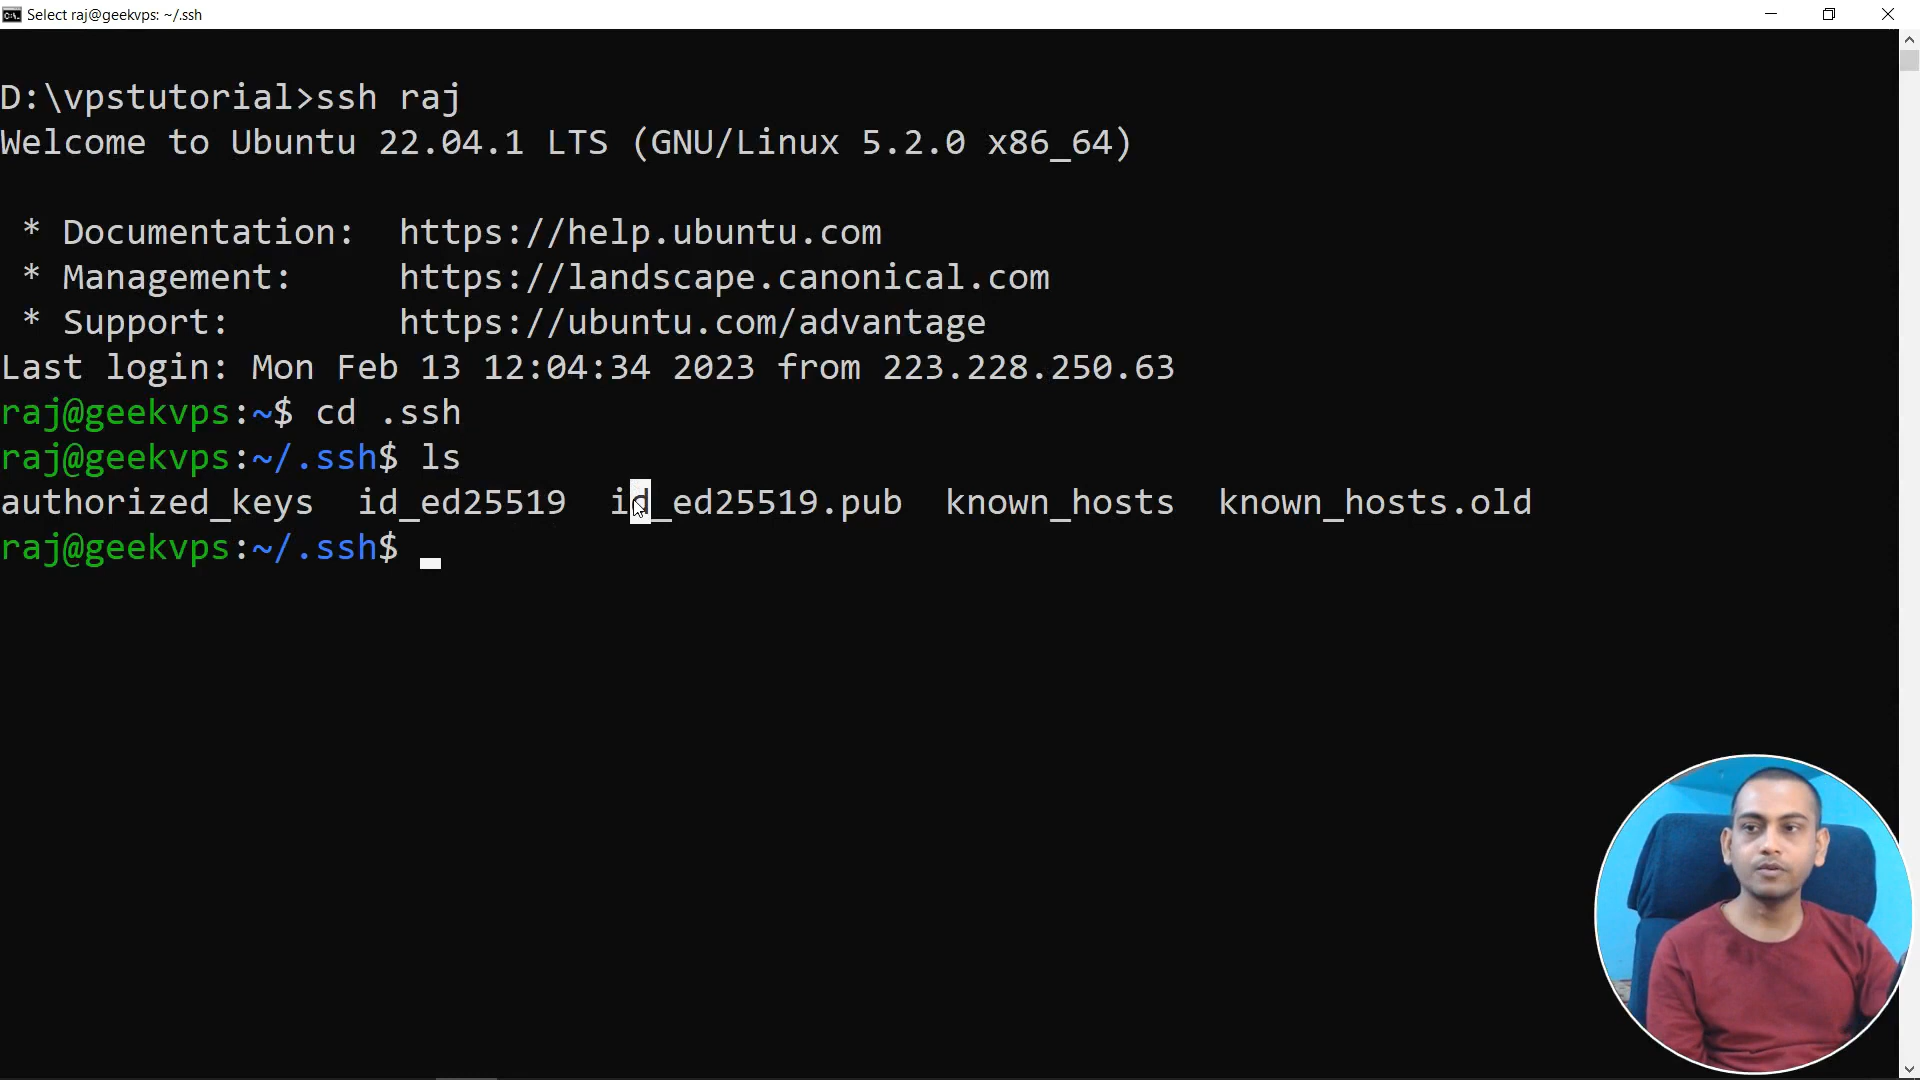 Select raj@geekvps: ~/.ssh
D:\vpstutorial>ssh raj
Welcome to Ubuntu 22.04.1 LTS (GNU/Linux 5.2.0 x86_64)
* Documentation:  https://help.ubuntu.com
* Management:     https://landscape.canonical.com
* Support:        https://ubuntu.com/advantage
Last login: Mon Feb 13 12:04:34 2023 from 223.228.250.63
raj@geekvps:~$ cd .ssh
raj@geekvps:~/.ssh$ ls
authorized_keys  id_ed25519  id_ed25519.pub  known_hosts  known_hosts.old
raj@geekvps:~/.ssh$